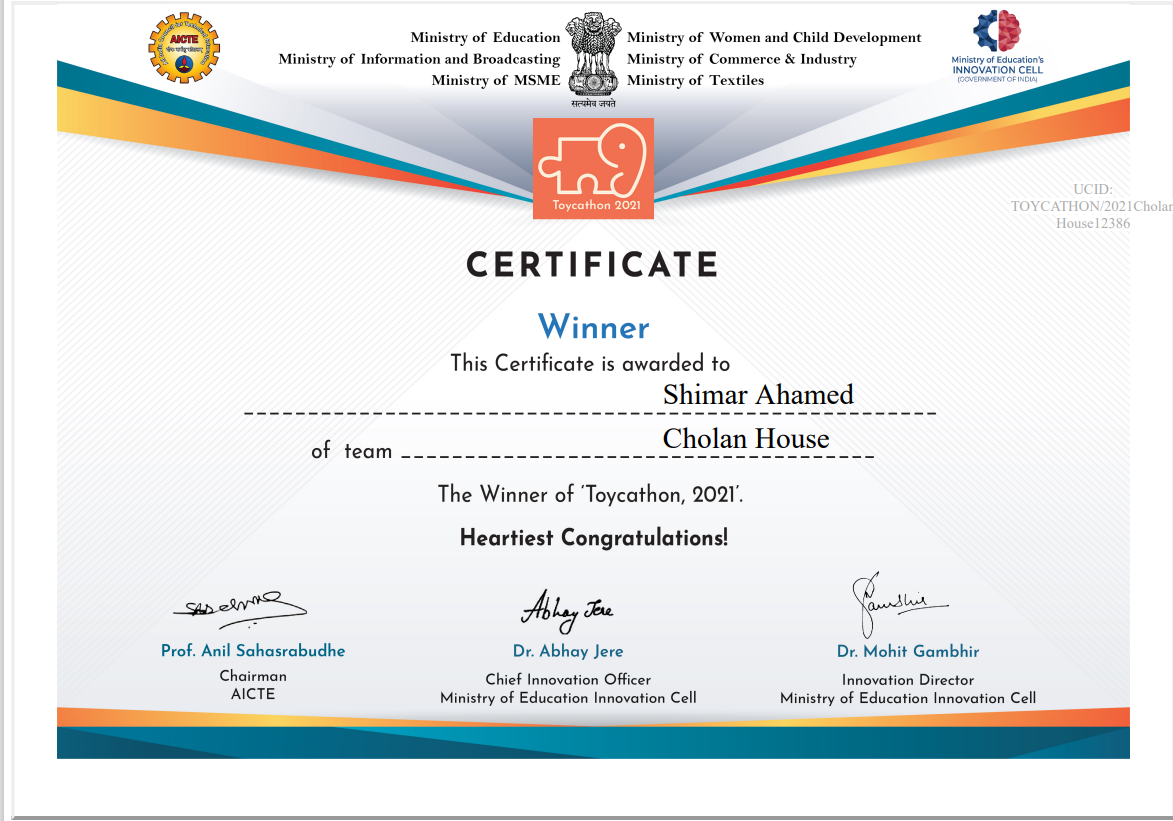 AICTE
Ministry of Education
Ministry of Women and Child Development
Ministry of Information and Broadcasting
Ministry of Commerce & Industry
Ministry of MSME
Ministry of Textiles
सत्यमेव जयते
Ministry of Education's
INNOVATION CELL
(GOVERNMENT OF INDIA)
Toycathon 2021
UCID:
TOYCATHON/2021Cholan
House12386
CERTIFICATE
Winner
This Certificate is awarded to
Shimar Ahamed
of team Cholan House
The Winner of 'Toycathon, 2021'.
Heartiest Congratulations!
Abhay Jere
Prof. Anil Sahasrabudhe
Chairman
AICTE
Dr. Abhay Jere
Chief Innovation Officer
Ministry of Education Innovation Cell
Dr. Mohit Gambhir
Innovation Director
Ministry of Education Innovation Cell